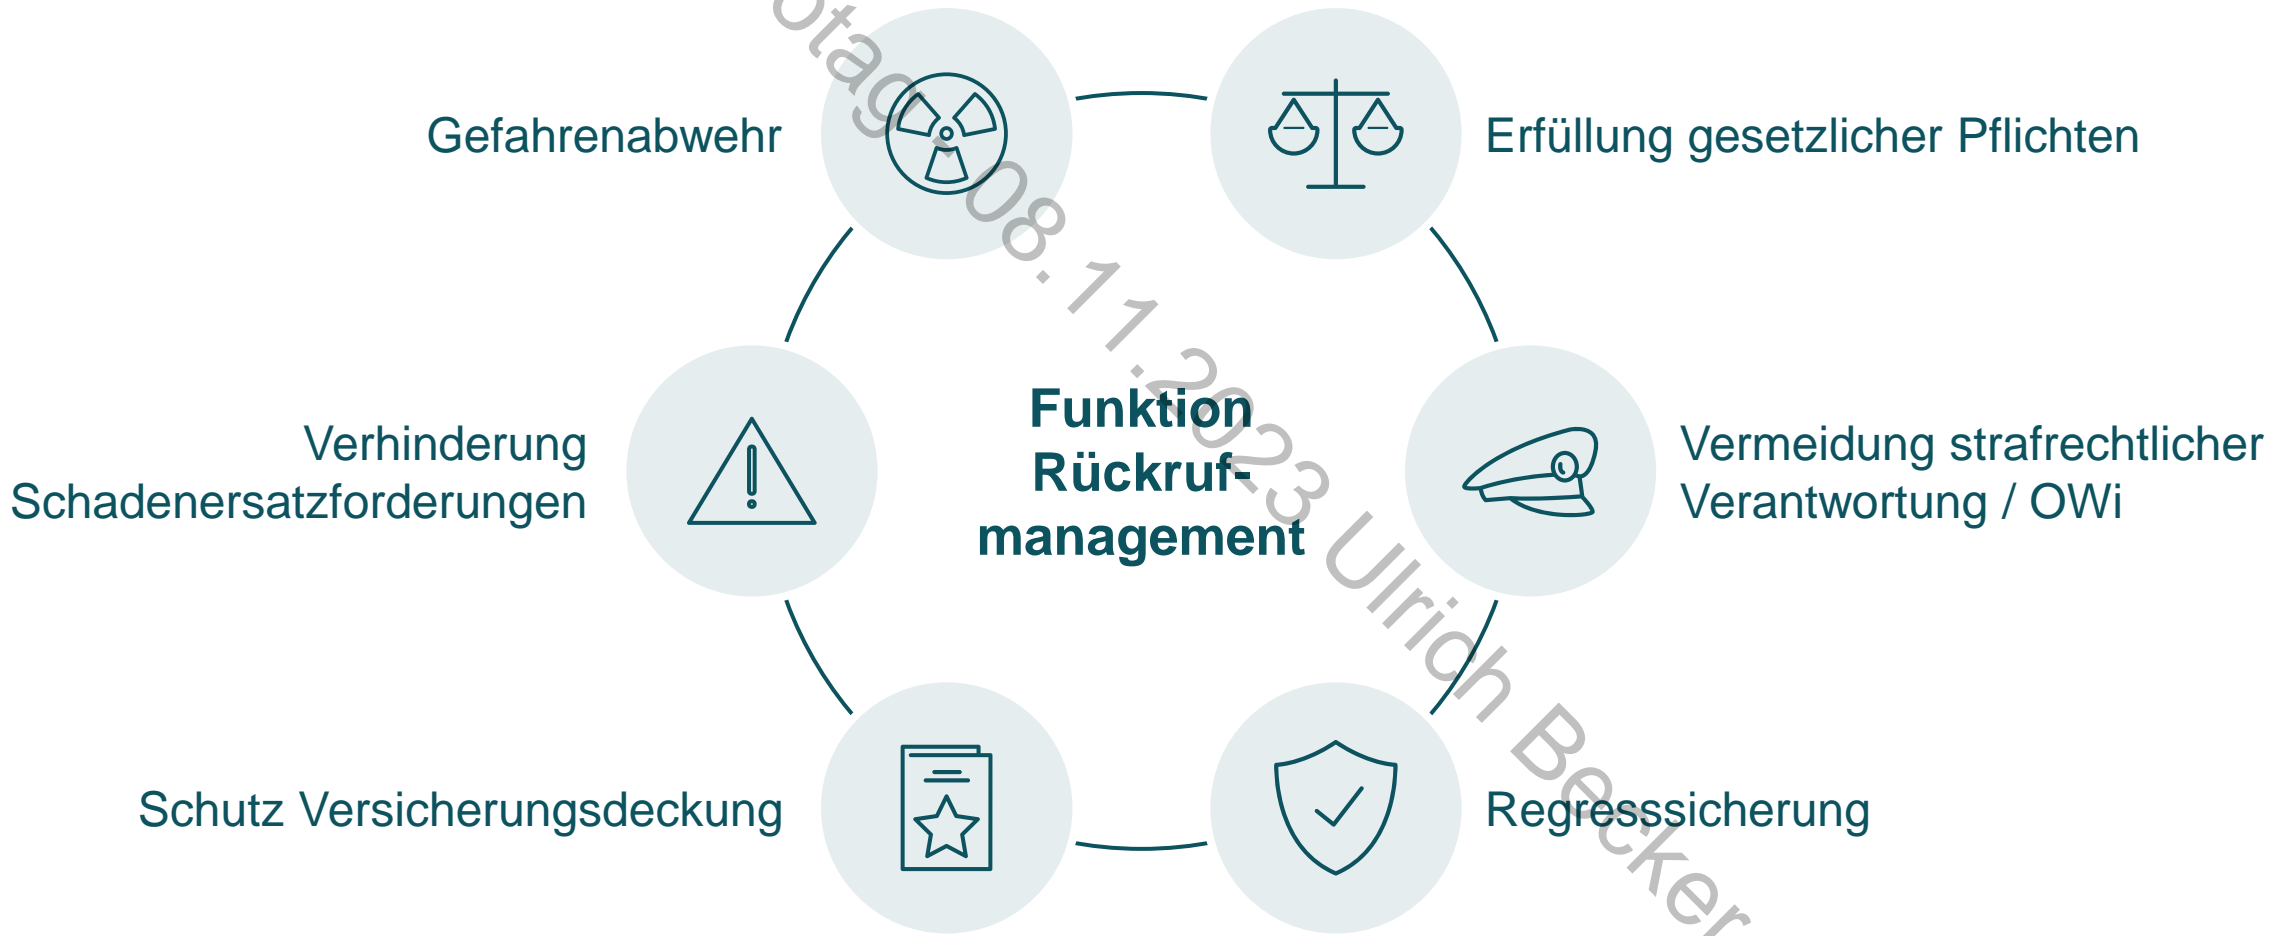 Gefahrenabwehr
Erfüllung gesetzlicher Pflichten
Verhinderung
Schadenersatzforderungen
Funktion
Rückruf-
management
Vermeidung strafrechtlicher
Verantwortung / OWi
Schutz Versicherungsdeckung
Regresssicherung
08.11.2023 Ulrich Becker